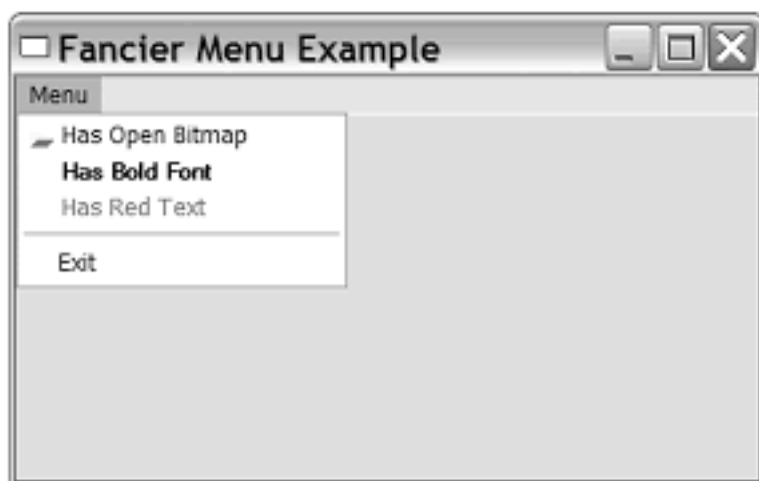 Fancier Menu Example
Menu
Has Open Bitmap
Has Bold Font
Has Red Text
Exit